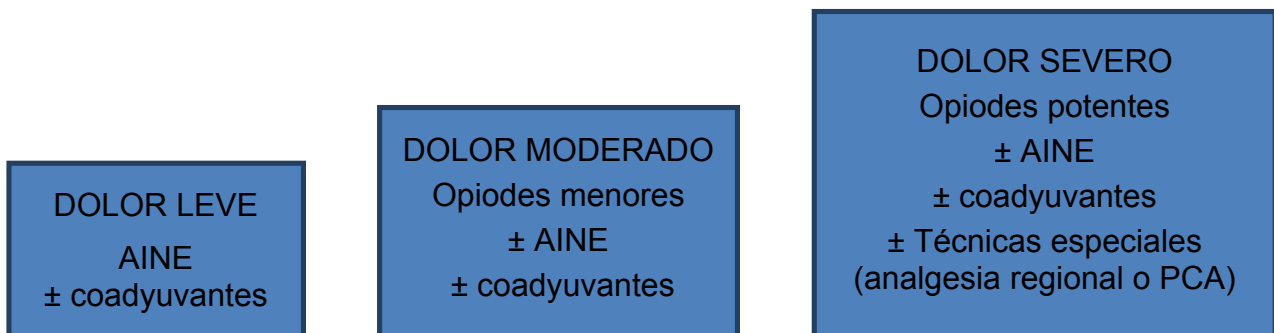 DOLOR LEVE
AINE
± coadyuvantes
DOLOR MODERADO
Opiodes menores
± AINE
± coadyuvantes
DOLOR SEVERO
Opiodes potentes
± AINE
± coadyuvantes
± Técnicas especiales
(analgesia regional o PCA)